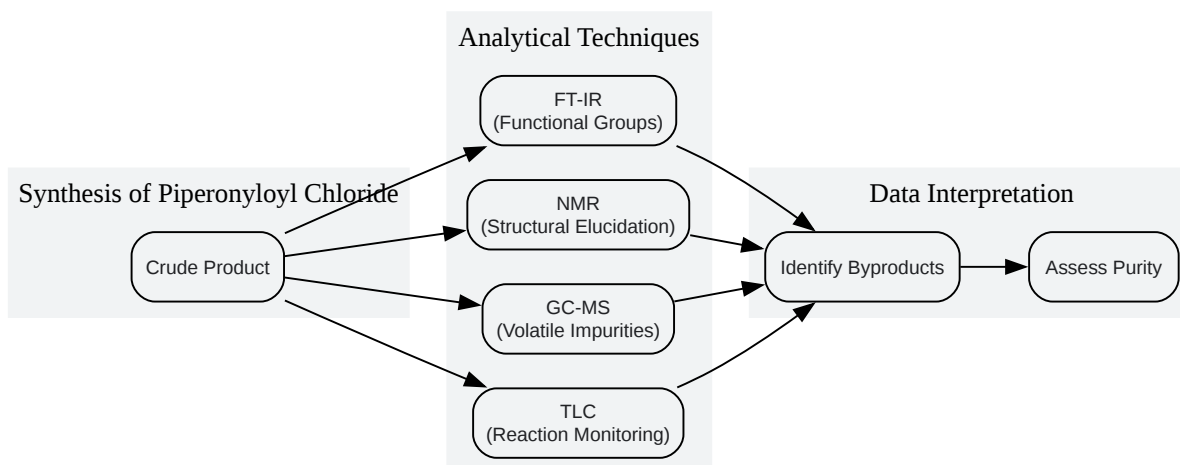 Analytical Techniques
FT-IR
(Functional Groups)
Synthesis of Piperonyloyl Chloride
Data Interpretation
NMR
(Structural Elucidation)
Crude Product
Identify Byproducts
Assess Purity
GC-MS
(Volatile Impurities)
TLC
(Reaction Monitoring)